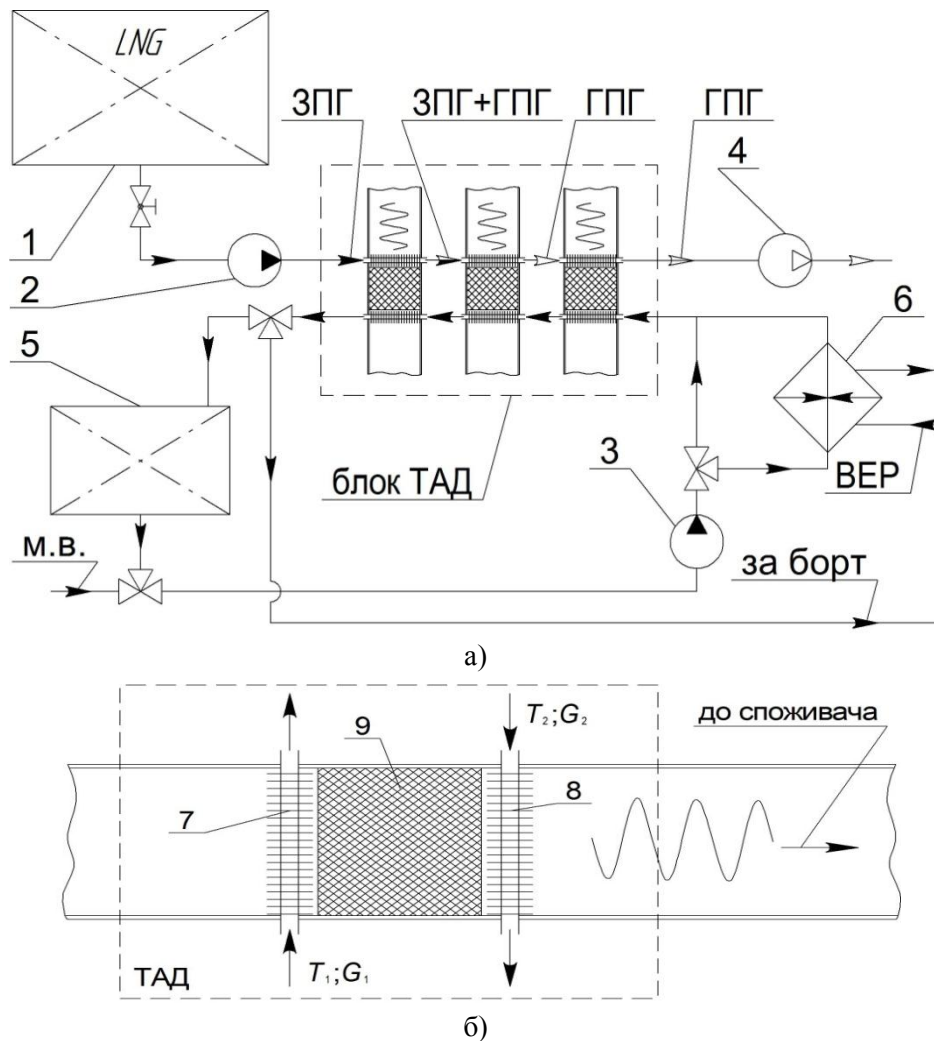 LNG
ЗПГ
ЗПГ+ГПГ
ГПГ
ГПГ
4
1
2
6
5
3
блок ТАД
ВЕР
м.в.
за борт
а)
9
T₂;G₂
до споживача
7
8
ТАД
T₁;G₁
б)